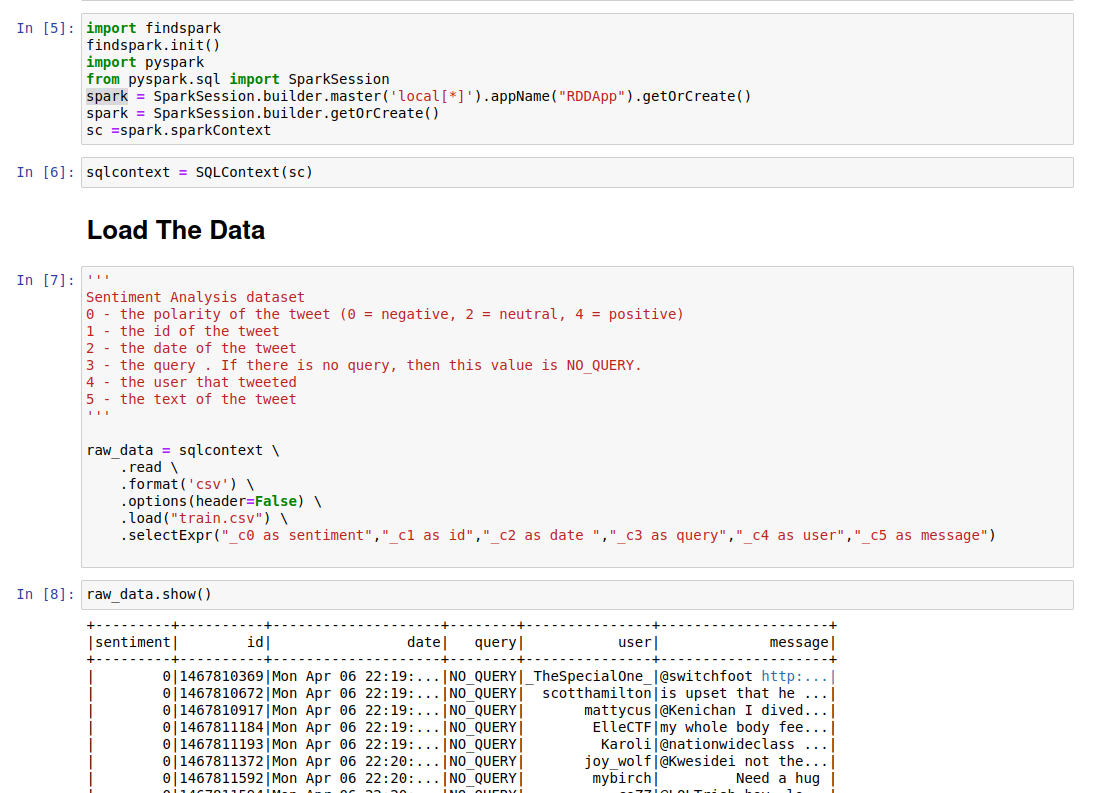 In [5]: import findspark
findspark.init()
import pyspark
from pyspark.sql import SparkSession
spark = SparkSession.builder.master('local[*]').appName("RDDApp").getOrCreate()
spark = SparkSession.builder.getOrCreate()
sc =spark.sparkContext
In [6]: sqlcontext = SQLContext(sc)
Load The Data
In [7]: '''
Sentiment Analysis dataset
0 - the polarity of the tweet (0 = negative, 2 = neutral, 4 = positive)
1 - the id of the tweet
2 - the date of the tweet
3 - the query . If there is no query, then this value is NO_QUERY.
4 - the user that tweeted
5 - the text of the tweet
'''
raw_data = sqlcontext \
    .read \
    .format('csv') \
    .options(header=False) \
    .load("train.csv") \
    .selectExpr("_c0 as sentiment","_c1 as id","_c2 as date ","_c3 as query","_c4 as user","_c5 as message")
In [8]: raw_data.show()
+---------+----------+--------------------+--------+---------------+--------------------+
|sentiment|        id|                date|   query|           user|             message|
+---------+----------+--------------------+--------+---------------+--------------------+
|        0|1467810369|Mon Apr 06 22:19:...|NO_QUERY|_TheSpecialOne_|@switchfoot http:...|
|        0|1467810672|Mon Apr 06 22:19:...|NO_QUERY|  scotthamilton|is upset that he ...|
|        0|1467810917|Mon Apr 06 22:19:...|NO_QUERY|       mattycus|@Kenichan I dived...|
|        0|1467811184|Mon Apr 06 22:19:...|NO_QUERY|        ElleCTF|my whole body fee...|
|        0|1467811193|Mon Apr 06 22:19:...|NO_QUERY|         Karoli|@nationwideclass ...|
|        0|1467811372|Mon Apr 06 22:20:...|NO_QUERY|       joy_wolf|@Kwesidei not the...|
|        0|1467811592|Mon Apr 06 22:20:...|NO_QUERY|        mybirch|         Need a hug |